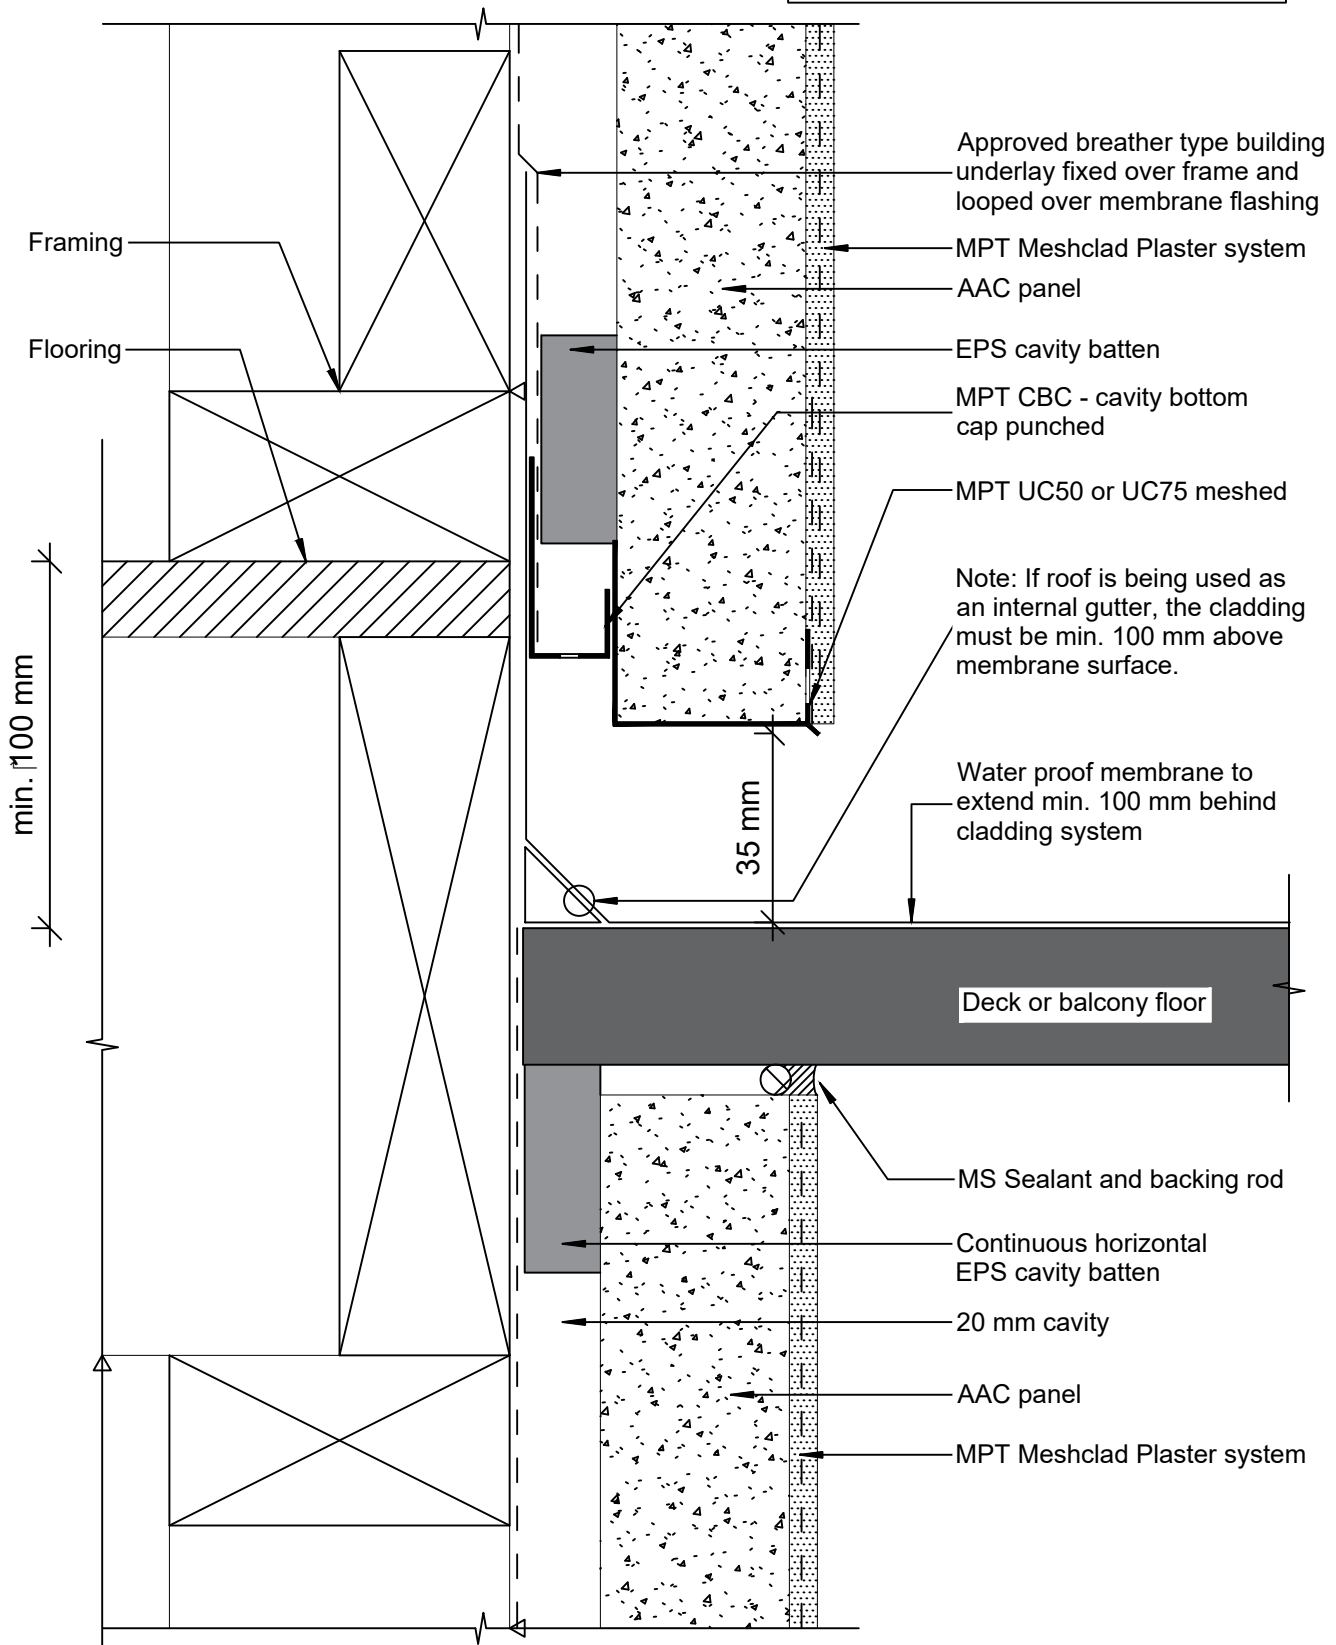 Approved breather type building
underlay fixed over frame and
looped over membrane flashing
Framing
MPT Meshclad Plaster system
AAC panel
Flooring
EPS cavity batten
MPT CBC - cavity bottom
cap punched
MPT UC50 or UC75 meshed
Note: If roof is being used as
an internal gutter, the cladding
must be min. 100 mm above
membrane surface.
min. 100 mm
Water proof membrane to
extend min. 100 mm behind
cladding system
35 mm
Deck or balcony floor
MS Sealant and backing rod
Continuous horizontal
EPS cavity batten
20 mm cavity
AAC panel
MPT Meshclad Plaster system